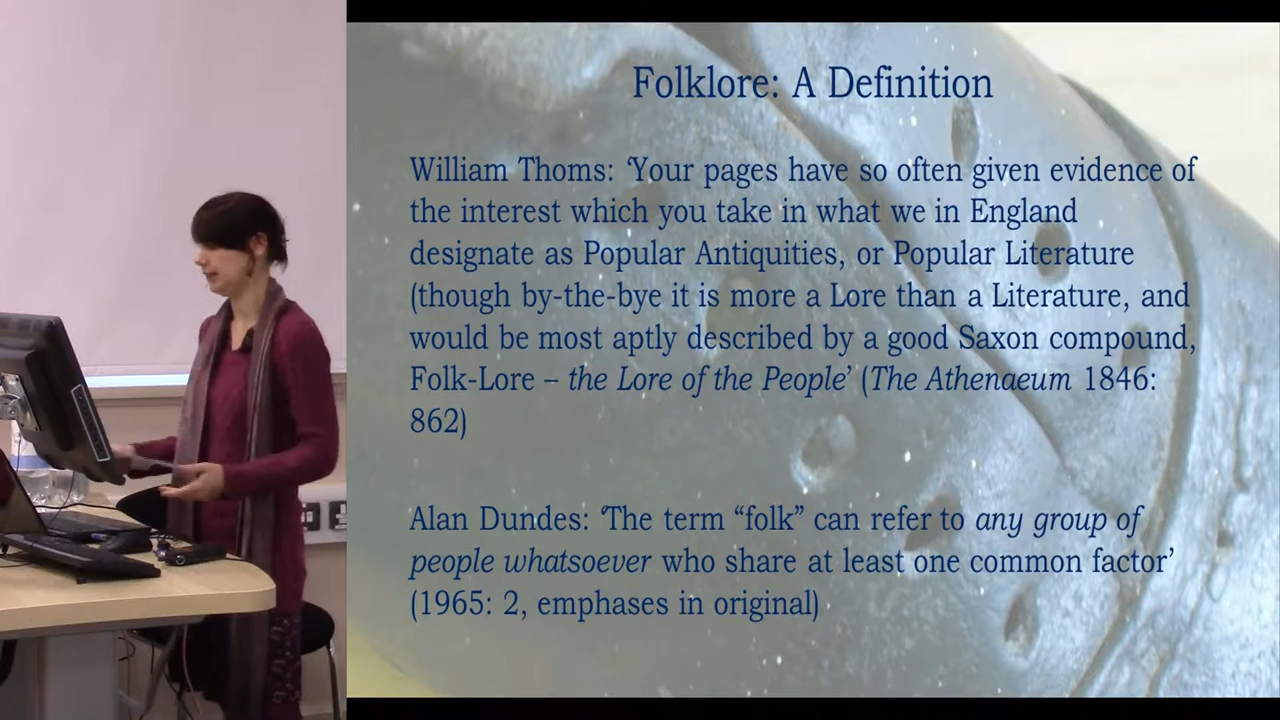 Folklore: A Definition
William Thoms: ‘Your pages have so often given evidence of
the interest which you take in what we in England
designate as Popular Antiquities, or Popular Literature
(though by-the-bye it is more a Lore than a Literature, and
would be most aptly described by a good Saxon compound,
Folk-Lore – the Lore of the People’ (The Athenaeum 1846:
862)
Alan Dundes: ‘The term “folk” can refer to any group of
people whatsoever who share at least one common factor’
(1965: 2, emphases in original)